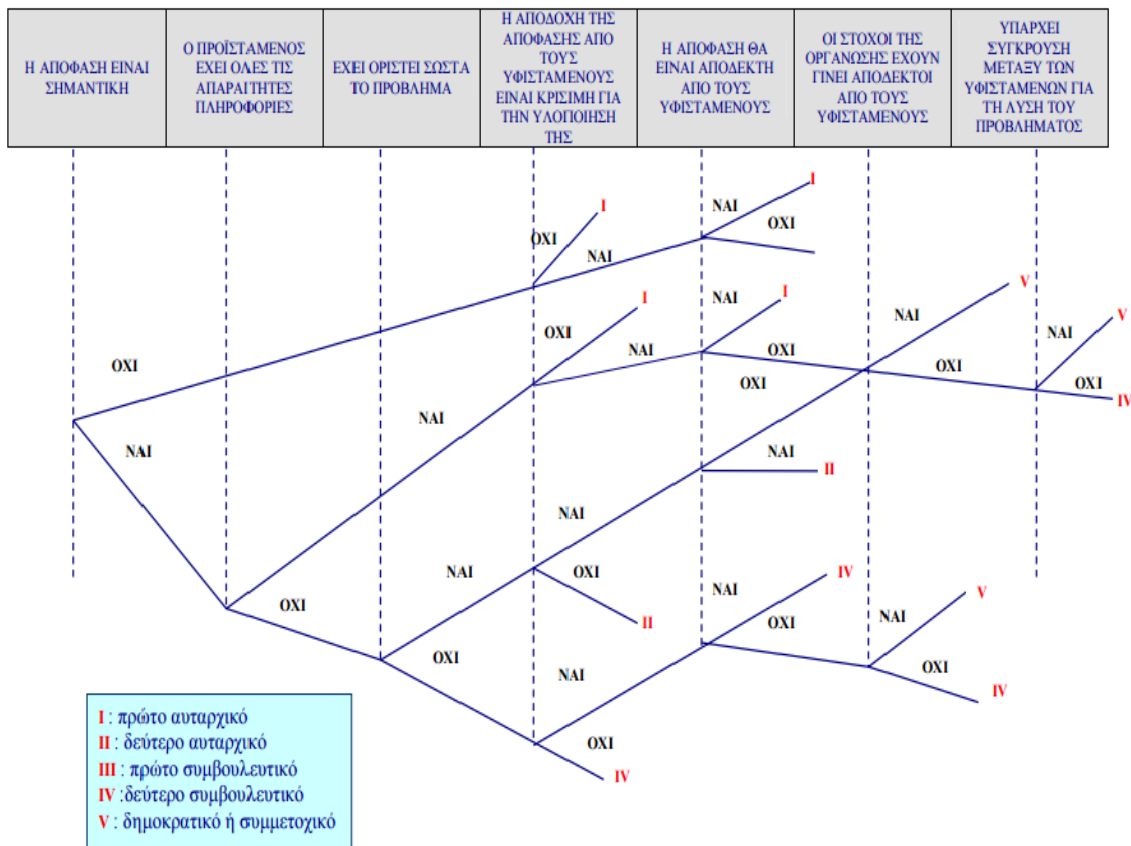 Η ΑΠΟΦΑΣΗ ΕΙΝΑΙ
ΣΗΜΑΝΤΙΚΗ
Ο ΠΡΟΪΣΤΑΜΕΝΟΣ
ΕΧΕΙ ΟΛΕΣ ΤΙΣ
ΑΠΑΡΑΙΤΗΤΕΣ
ΠΛΗΡΟΦΟΡΙΕΣ
ΕΧΕΙ ΟΡΙΣΤΕΙ ΣΩΣΤΑ
ΤΟ ΠΡΟΒΛΗΜΑ
Η ΑΠΟΔΟΧΗ ΤΗΣ
ΑΠΟΦΑΣΗΣ ΑΠΟ
ΤΟΥΣ
ΥΦΙΣΤΑΜΕΝΟΥΣ
ΕΙΝΑΙ ΚΡΙΣΙΜΗ ΓΙΑ
ΤΗΝ ΥΛΟΠΟΙΗΣΗ
ΤΗΣ
Η ΑΠΟΦΑΣΗ ΘΑ
ΕΙΝΑΙ ΑΠΟΔΕΚΤΗ
ΑΠΟ ΤΟΥΣ
ΥΦΙΣΤΑΜΕΝΟΥΣ
ΟΙ ΣΤΟΧΟΙ ΤΗΣ
ΟΡΓΑΝΩΣΗΣ ΕΧΟΥΝ
ΓΙΝΕΙ ΑΠΟΔΕΚΤΟΙ
ΑΠΟ ΤΟΥΣ
ΥΦΙΣΤΑΜΕΝΟΥΣ
ΥΠΑΡΧΕΙ
ΣΥΓΚΡΟΥΣΗ
ΜΕΤΑΞΥ ΤΩΝ
ΥΦΙΣΤΑΜΕΝΩΝ ΓΙΑ
ΤΗ ΛΥΣΗ ΤΟΥ
ΠΡΟΒΛΗΜΑΤΟΣ
I
ΝΑΙ
I
ΟΧΙ
ΟΧΙ
ΝΑΙ
ΝΑΙ
I
I
V
ΝΑΙ
V
ΟΧΙ
ΝΑΙ
ΟΧΙ
ΝΑΙ
ΟΧΙ
ΟΧΙ
ΟΧΙ
ΟΧΙ
IV
ΝΑΙ
ΝΑΙ
ΝΑΙ
II
ΝΑΙ
ΝΑΙ
ΟΧΙ
IV
ΟΧΙ
ΝΑΙ
V
II
ΟΧΙ
ΝΑΙ
ΟΧΙ
ΝΑΙ
ΟΧΙ
IV
ΟΧΙ
IV
I : πρώτο αυταρχικό
II : δεύτερο αυταρχικό
III : πρώτο συμβουλευτικό
IV :δεύτερο συμβουλευτικό
V : δημοκρατικό ή συμμετοχικό